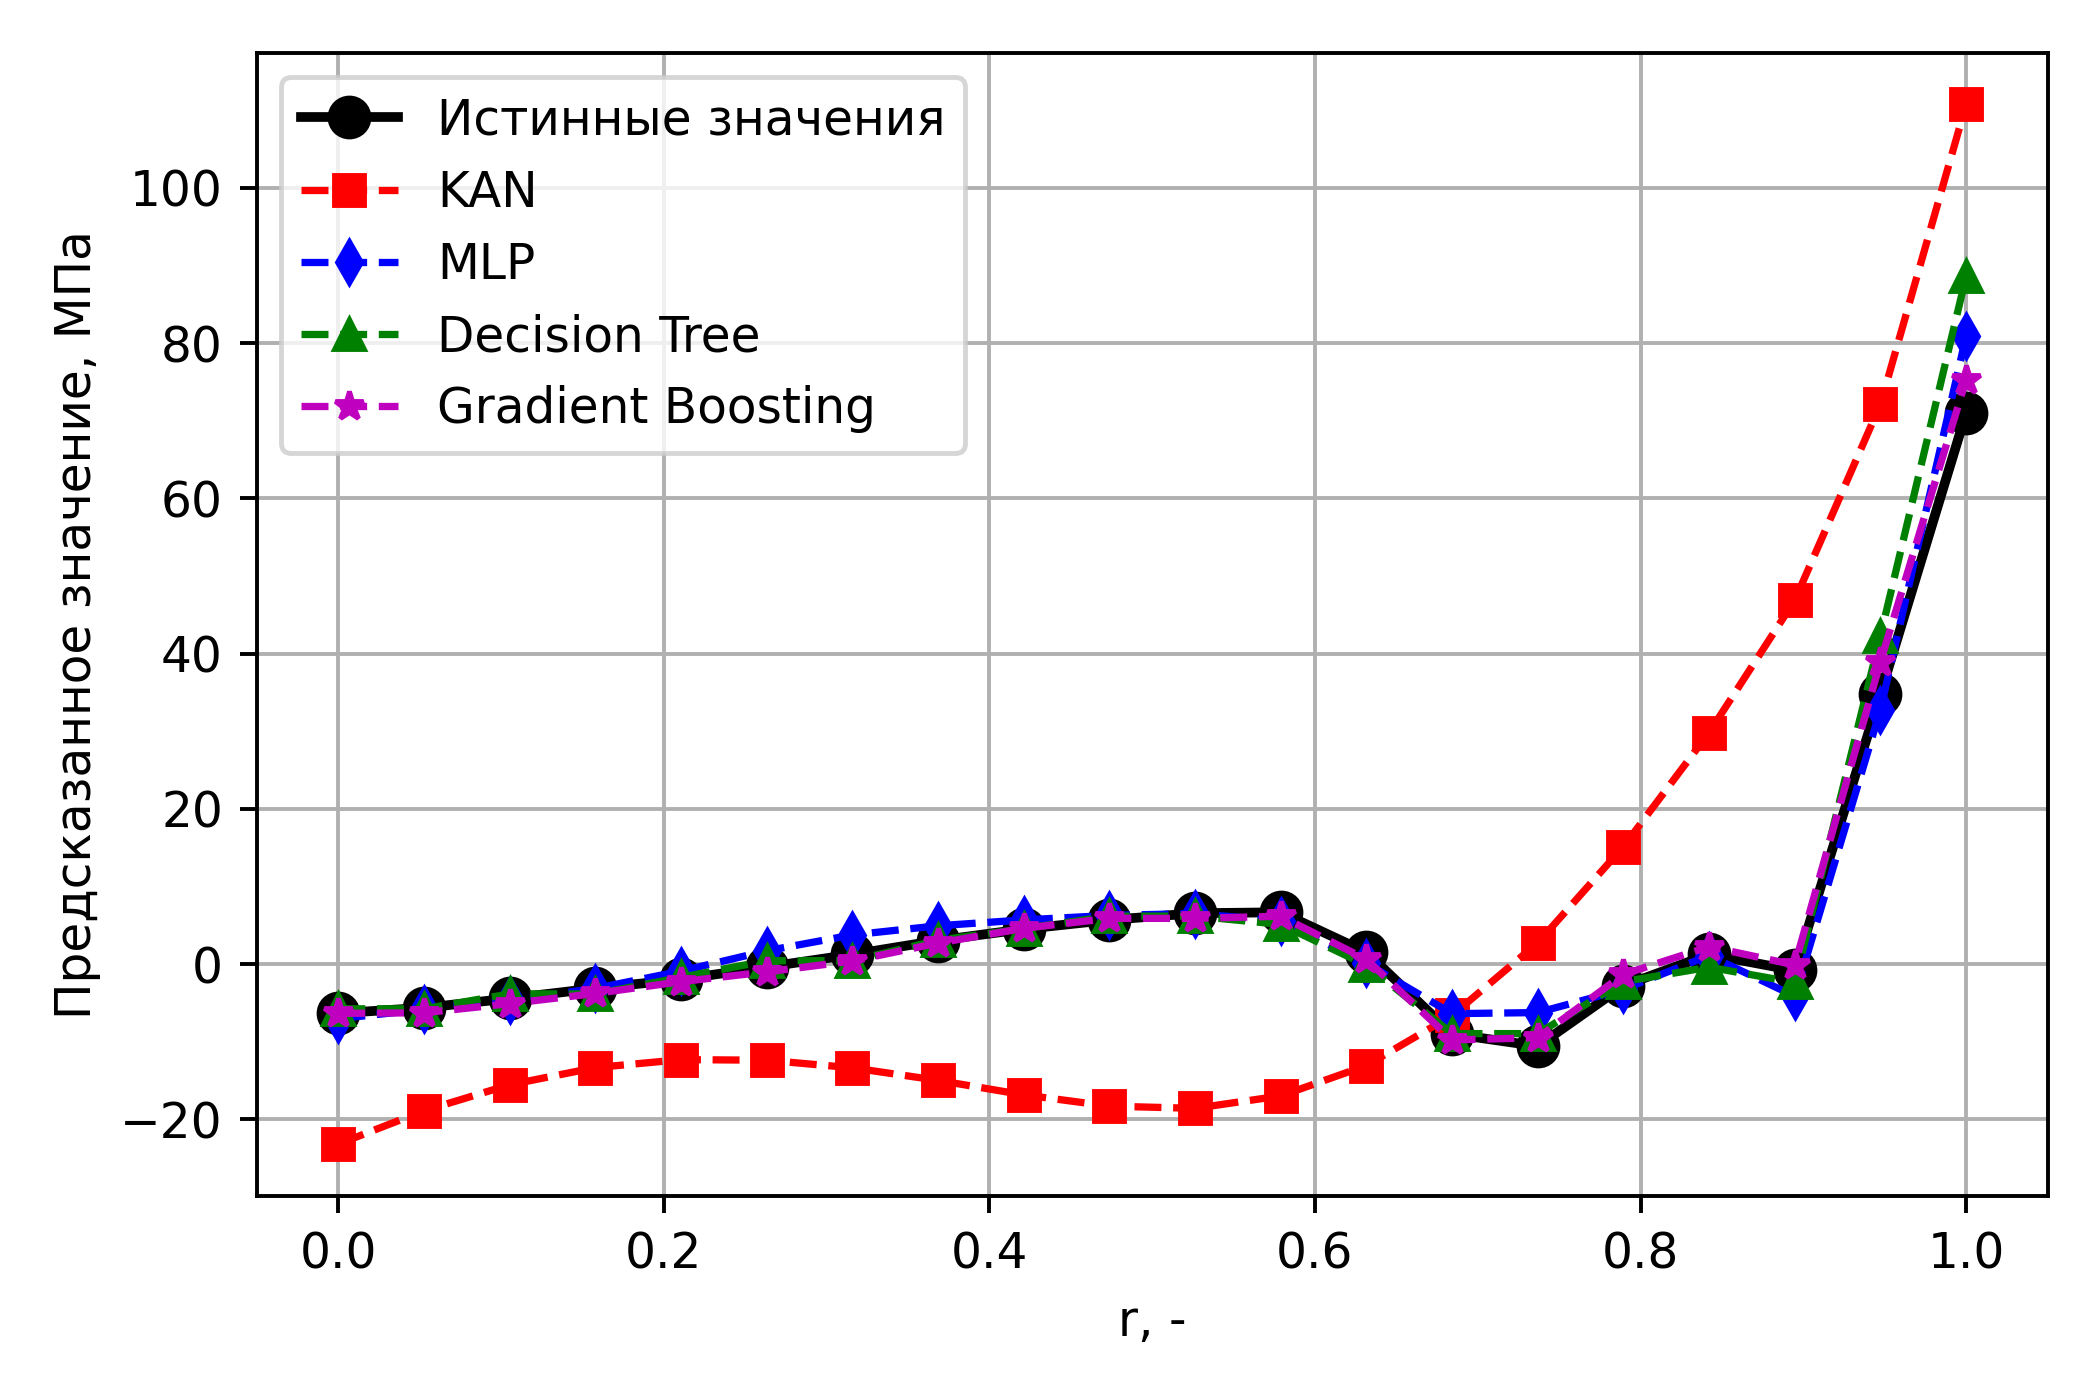 Истинные значения
KAN
MLP
Decision Tree
Gradient Boosting
Предсказанное значение, МПа
100
80
60
40
20
0
−20
0.0 0.2 0.4 0.6 0.8 1.0
r, -